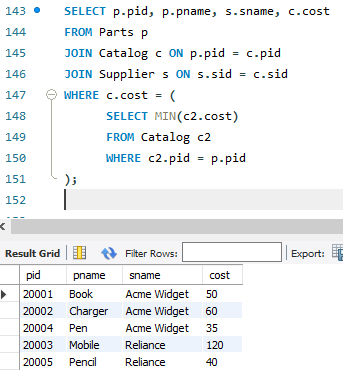 143 SELECT p.pid, p.pname, s.sname, c.cost
144 FROM Parts p
145 JOIN Catalog c ON p.pid = c.pid
146 JOIN Supplier s ON s.sid = c.sid
147 WHERE c.cost = (
148 SELECT MIN(c2.cost)
149 FROM Catalog c2
150 WHERE c2.pid = p.pid
151 );
152
Result Grid Filter Rows: Export:
pid pname sname cost
20001 Book Acme Widget 50
20002 Charger Acme Widget 60
20004 Pen Acme Widget 35
20003 Mobile Reliance 120
20005 Pencil Reliance 40